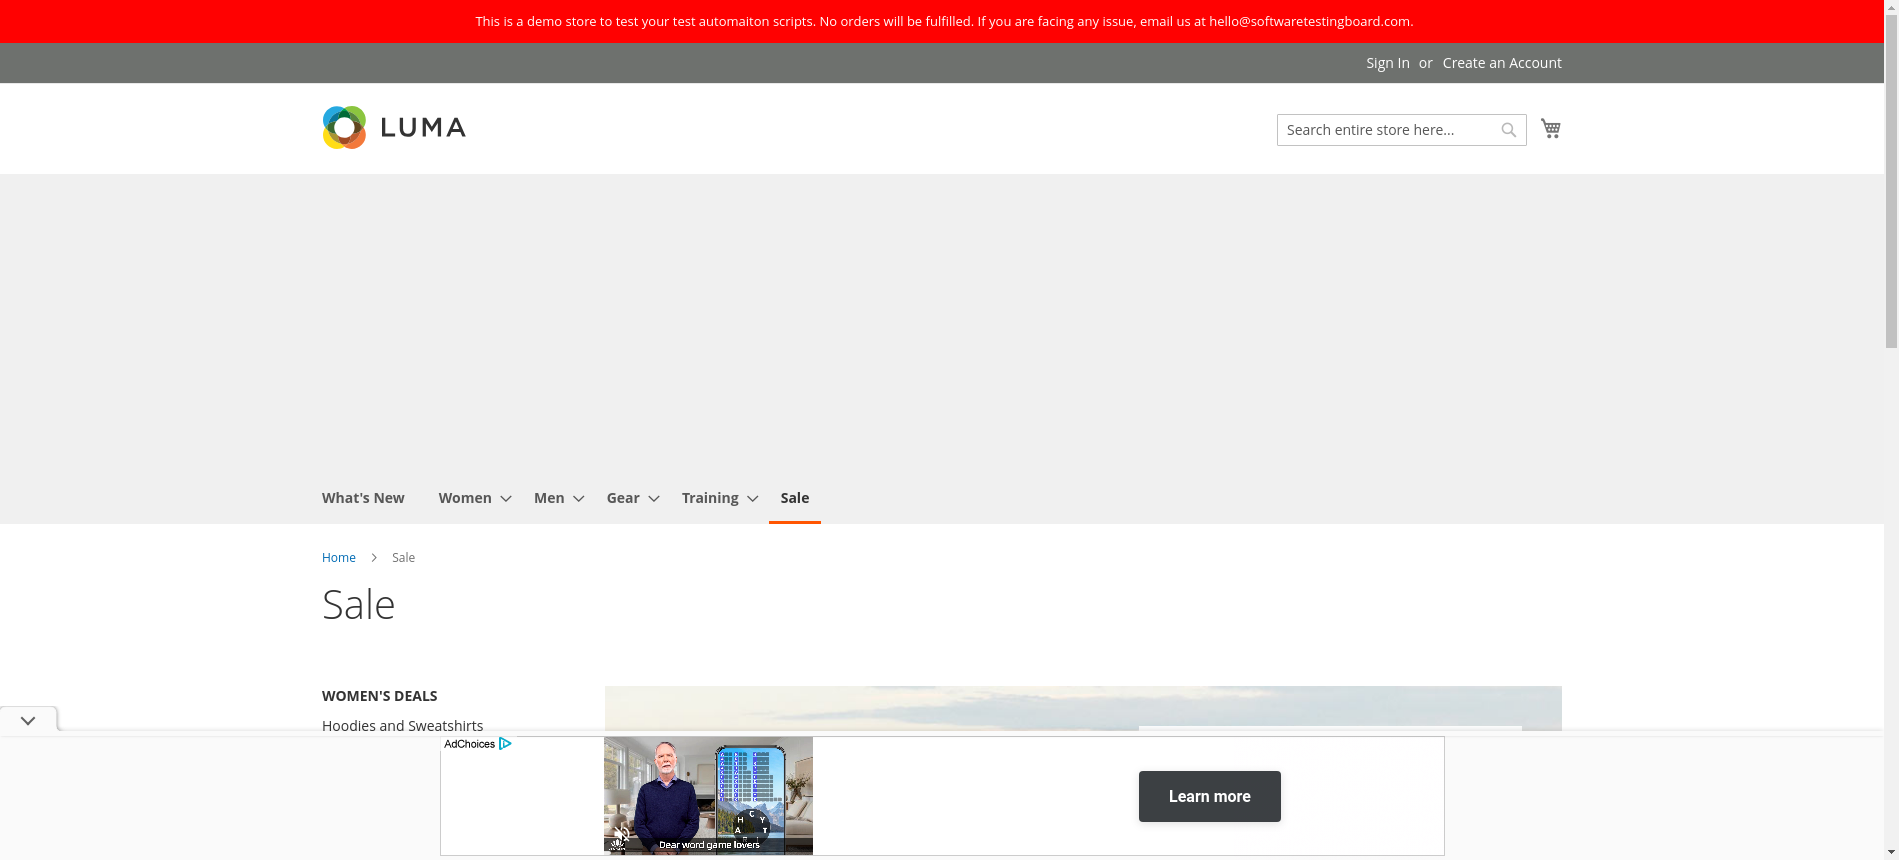 This is a demo store to test your test automaiton scripts. No orders will be fulfilled. If you are facing any issue, email us at hello@softwaretestingboard.com.
Sign In or Create an Account
LUMA
Search entire store here...
What's New Women Men Gear Training Sale
Home Sale
Sale
WOMEN'S DEALS
Hoodies and Sweatshirts
AdChoices
Learn more
Dear word game lovers